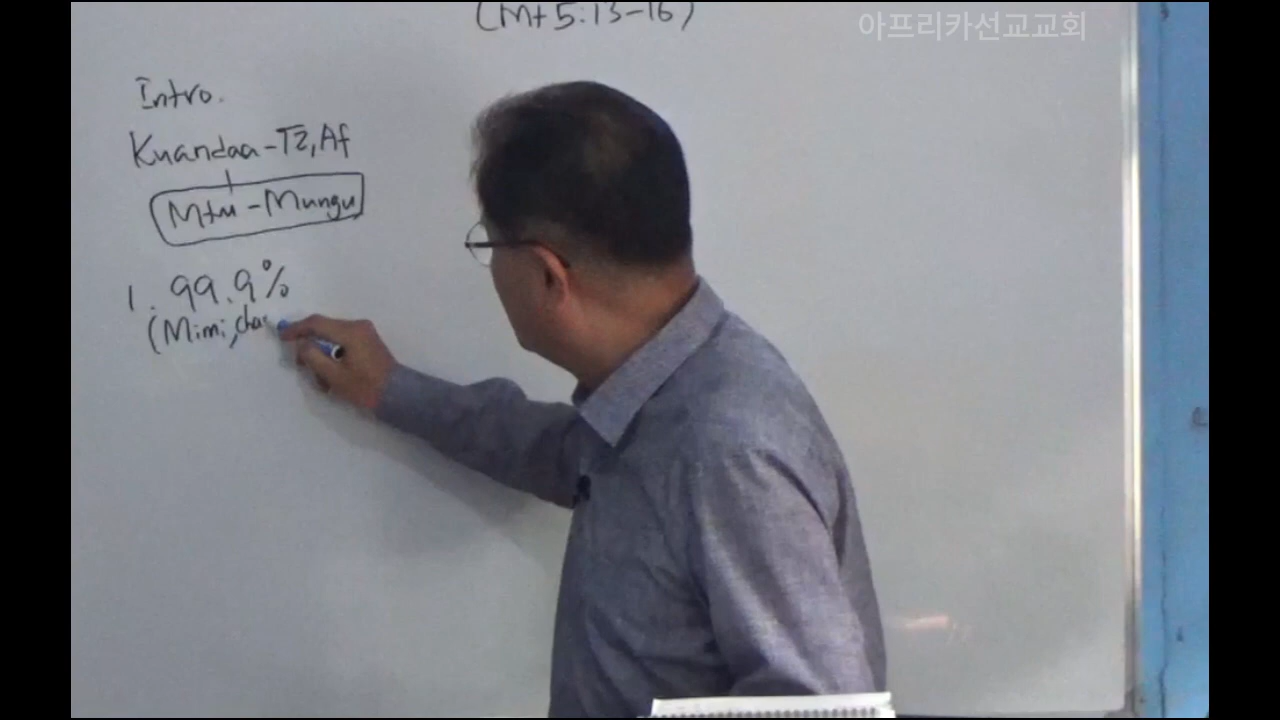 (Mt 5:13-16)
아프리카선교교회
Intro.
Kuandaa-TZ, Af
Mtu-Mungu
1. 99.9%
(Mimi, cha